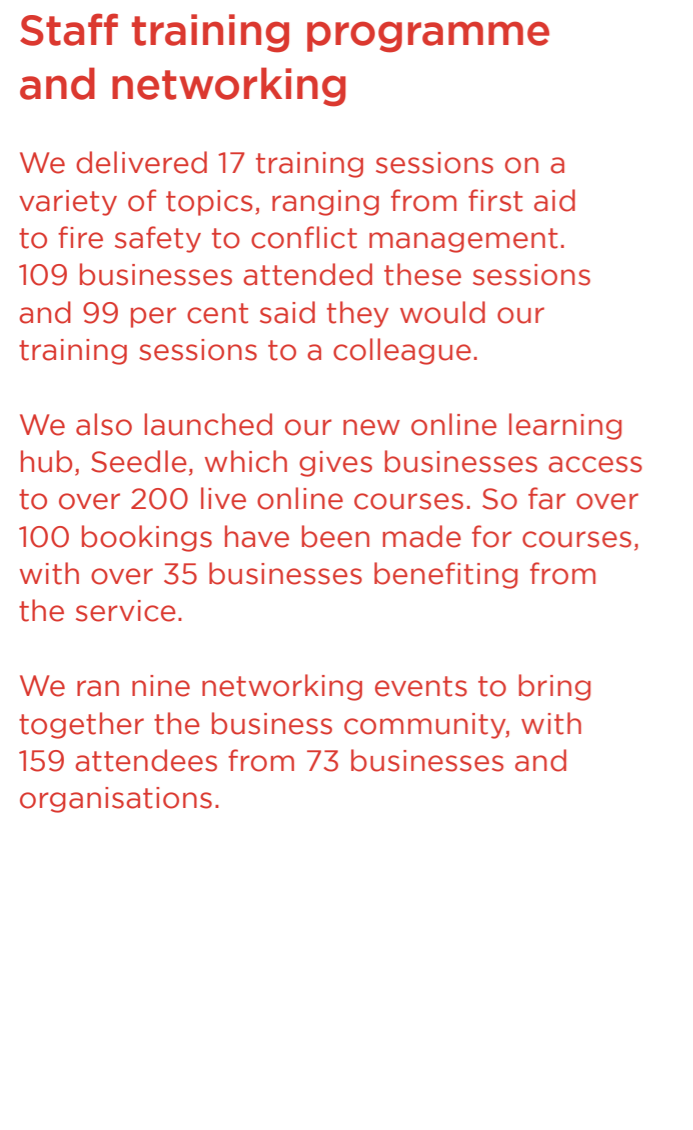 Staff training programme
and networking
We delivered 17 training sessions on a
variety of topics, ranging from first aid
to fire safety to conflict management.
109 businesses attended these sessions
and 99 per cent said they would our
training sessions to a colleague.
We also launched our new online learning
hub, Seedle, which gives businesses access
to over 200 live online courses. So far over
100 bookings have been made for courses,
with over 35 businesses benefiting from
the service.
We ran nine networking events to bring
together the business community, with
159 attendees from 73 businesses and
organisations.